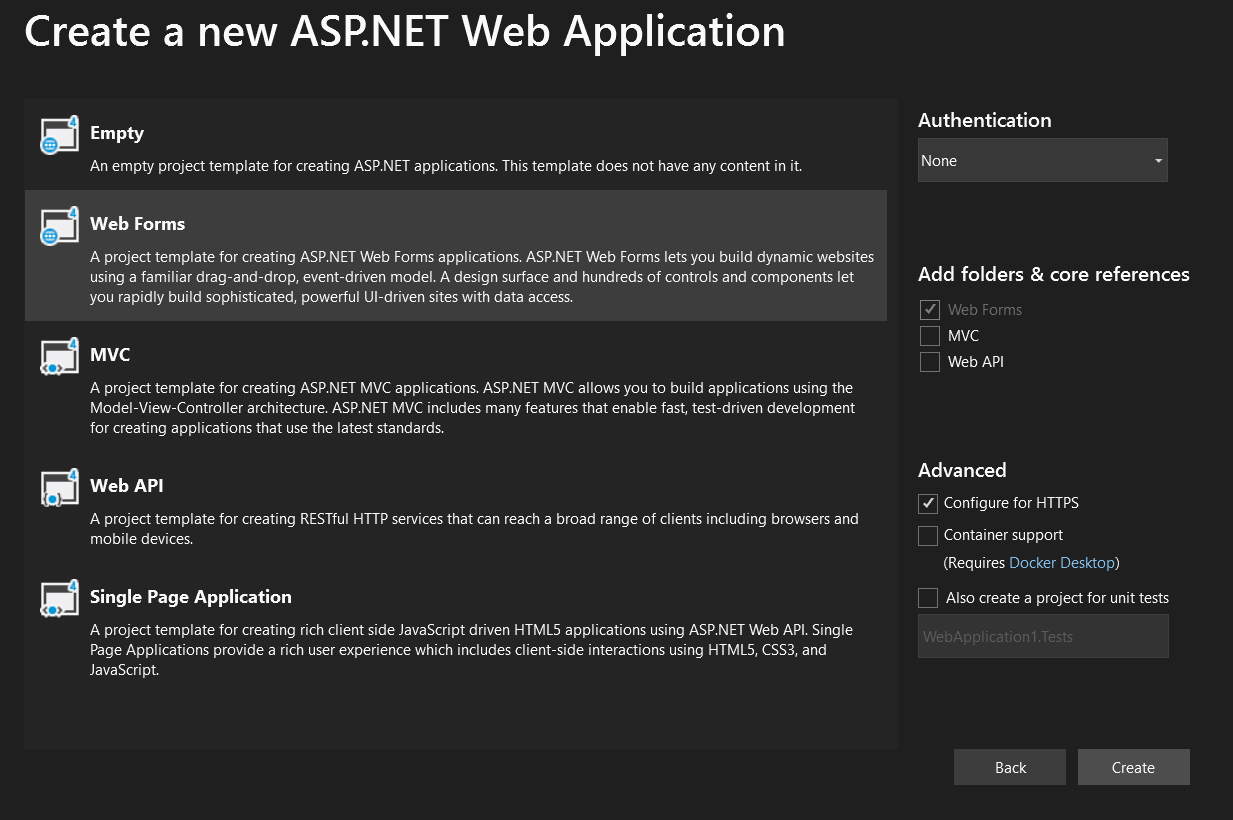 Create a new ASP.NET Web Application
Empty
An empty project template for creating ASP.NET applications. This template does not have any content in it.
Web Forms
A project template for creating ASP.NET Web Forms applications. ASP.NET Web Forms lets you build dynamic websites
using a familiar drag-and-drop, event-driven model. A design surface and hundreds of controls and components let
you rapidly build sophisticated, powerful UI-driven sites with data access.
MVC
A project template for creating ASP.NET MVC applications. ASP.NET MVC allows you to build applications using the
Model-View-Controller architecture. ASP.NET MVC includes many features that enable fast, test-driven development
for creating applications that use the latest standards.
Web API
A project template for creating RESTful HTTP services that can reach a broad range of clients including browsers and
mobile devices.
Single Page Application
A project template for creating rich client side JavaScript driven HTML5 applications using ASP.NET Web API. Single
Page Applications provide a rich user experience which includes client-side interactions using HTML5, CSS3, and
JavaScript.
Authentication
None
Add folders & core references
Web Forms
MVC
Web API
Advanced
Configure for HTTPS
Container support
(Requires Docker Desktop)
Also create a project for unit tests
WebApplication1.Tests
Back
Create